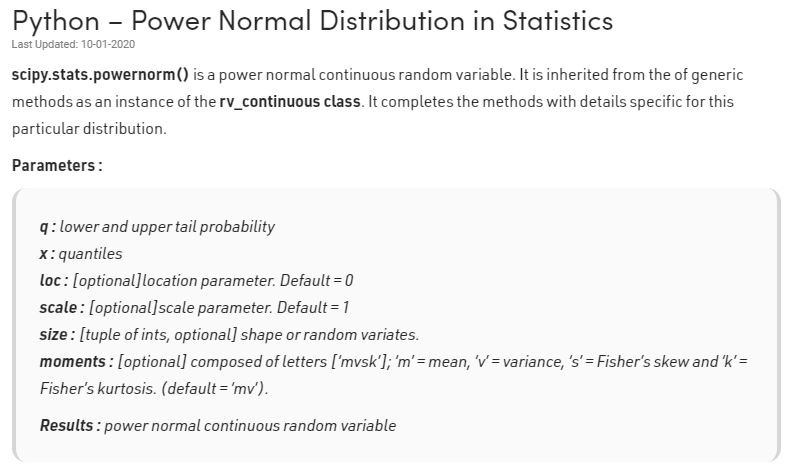 Python – Power Normal Distribution in Statistics
Last Updated: 10-01-2020
scipy.stats.powernorm() is a power normal continuous random variable. It is inherited from the of generic
methods as an instance of the rv_continuous class. It completes the methods with details specific for this
particular distribution.
Parameters :
q : lower and upper tail probability
x : quantiles
loc : [optional]location parameter. Default = 0
scale : [optional]scale parameter. Default = 1
size : [tuple of ints, optional] shape or random variates.
moments : [optional] composed of letters [‘mvsk’]; ‘m’ = mean, ‘v’ = variance, ‘s’ = Fisher’s skew and ‘k’ =
Fisher’s kurtosis. (default = ‘mv’).
Results : power normal continuous random variable